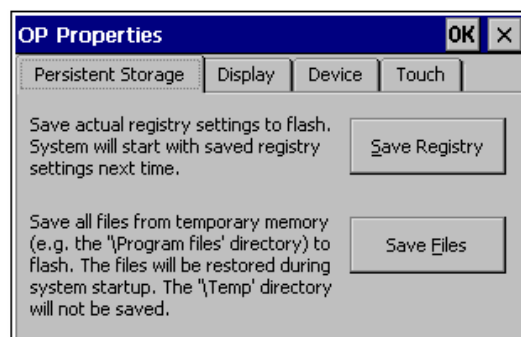 OP Properties OK ×
Persistent Storage Display Device Touch
Save actual registry settings to flash.
System will start with saved registry
settings next time.
Save Registry
Save all files from temporary memory
(e.g. the '\Program files' directory) to
flash. The files will be restored during
system startup. The '\Temp' directory
will not be saved.
Save Files